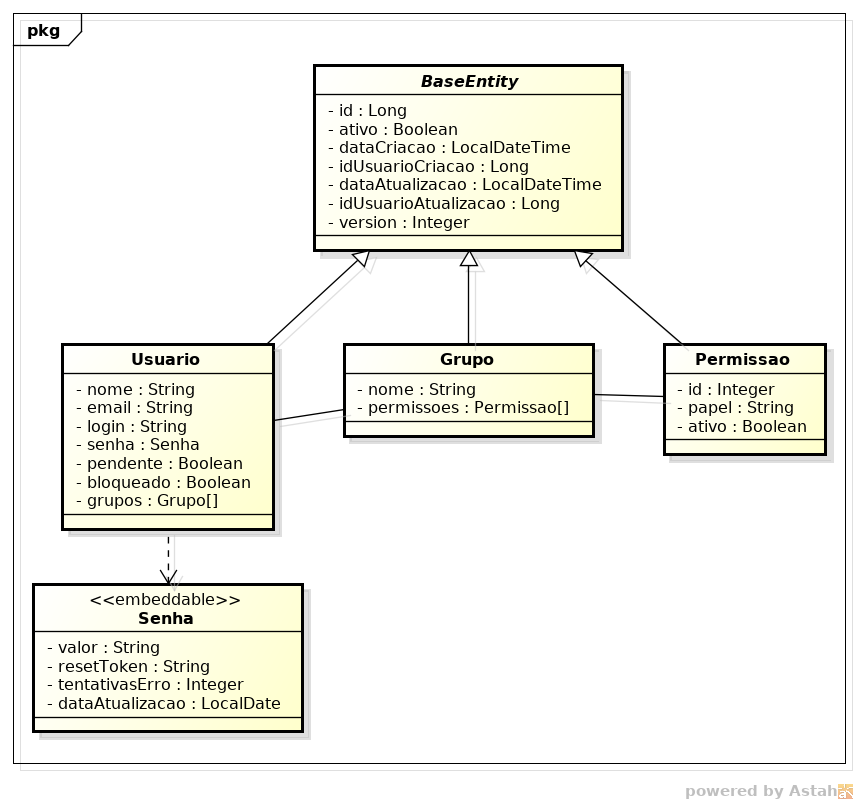 pkg
BaseEntity
- id : Long
- ativo : Boolean
- dataCriacao : LocalDateTime
- idUsuarioCriacao : Long
- dataAtualizacao : LocalDateTime
- idUsuarioAtualizacao : Long
- version : Integer
Usuario
- nome : String
- email : String
- login : String
- senha : Senha
- pendente : Boolean
- bloqueado : Boolean
- grupos : Grupo[]
Grupo
- nome : String
- permissoes : Permissao[]
Permissao
- id : Integer
- papel : String
- ativo : Boolean
<<embeddable>>
Senha
- valor : String
- resetToken : String
- tentativasErro : Integer
- dataAtualizacao : LocalDate
powered by Astah